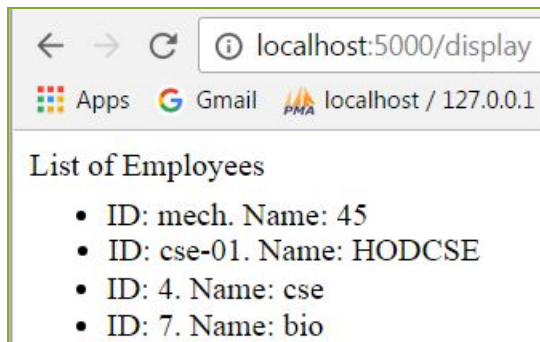 localhost:5000/display
Apps Gmail PMA localhost / 127.0.0.1
List of Employees
• ID: mech. Name: 45
• ID: cse-01. Name: HODCSE
• ID: 4. Name: cse
• ID: 7. Name: bio